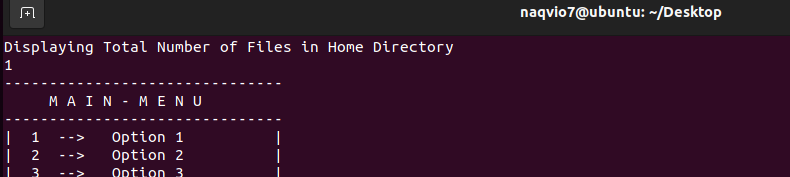 naqvio7@ubuntu: ~/Desktop
Displaying Total Number of Files in Home Directory
1
-------------------------------
     M A I N - M E N U
-------------------------------
|  1  -->   Option 1          |
|  2  -->   Option 2          |
|  3  -->   Option 3          |